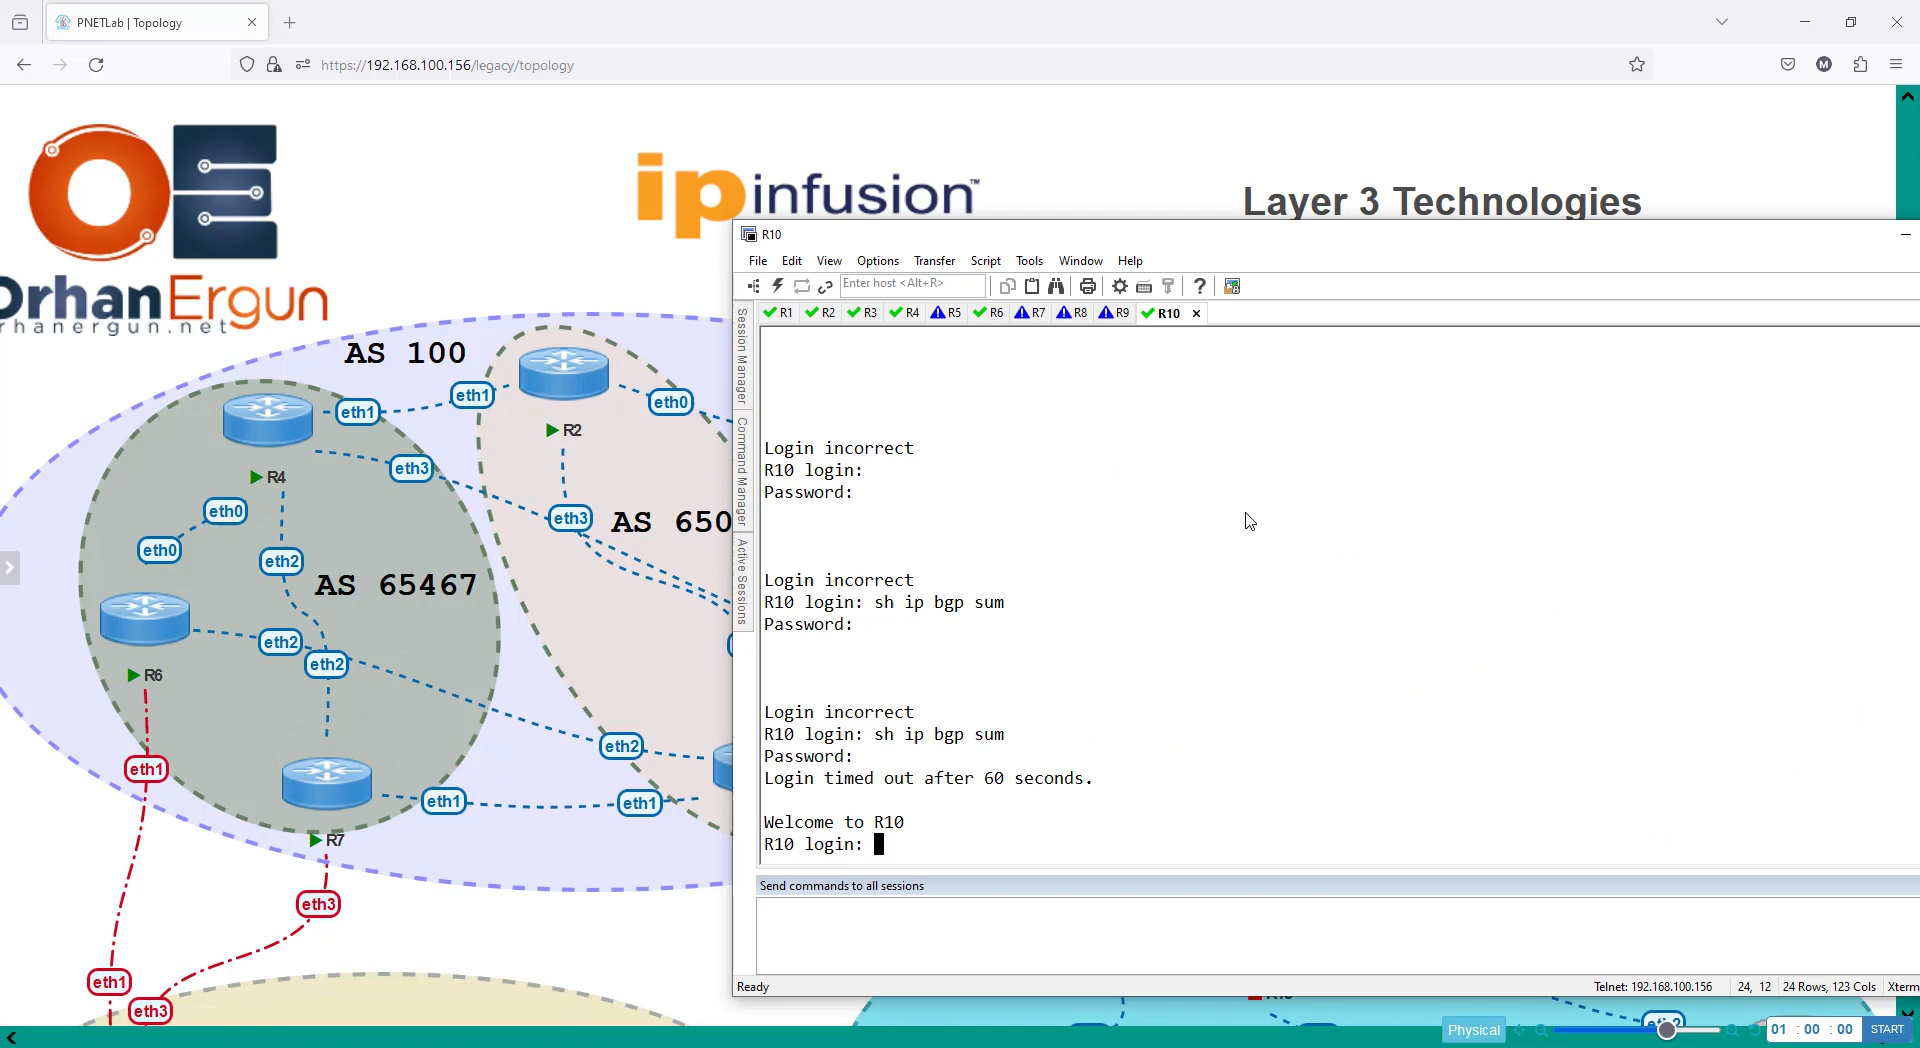 PNETLab | Topology
https://192.168.100.156/legacy/topology
M
OrhanErgun
rhanergun.net
ip infusion™
Layer 3 Technologies
R10
File Edit View Options Transfer Script Tools Window Help
Enter host <Alt+R>
R1 R2 R3 R4 R5 R6 R7 R8 R9 R10
Session Manager
Command Manager
Active Sessions
Login incorrect
R10 login:
Password:
Login incorrect
R10 login: sh ip bgp sum
Password:
Login incorrect
R10 login: sh ip bgp sum
Password:
Login timed out after 60 seconds.
Welcome to R10
R10 login:
Send commands to all sessions
Ready
Telnet: 192.168.100.156 24, 12 24 Rows, 123 Cols Xterm
AS 100
eth1
eth1
eth0
R2
eth3
R4
eth0
eth3
AS 650
eth0
eth2
AS 65467
eth2
eth2
R6
eth2
eth1
eth1
eth1
R7
eth3
eth1
eth3
Physical
01 : 00 : 00
START